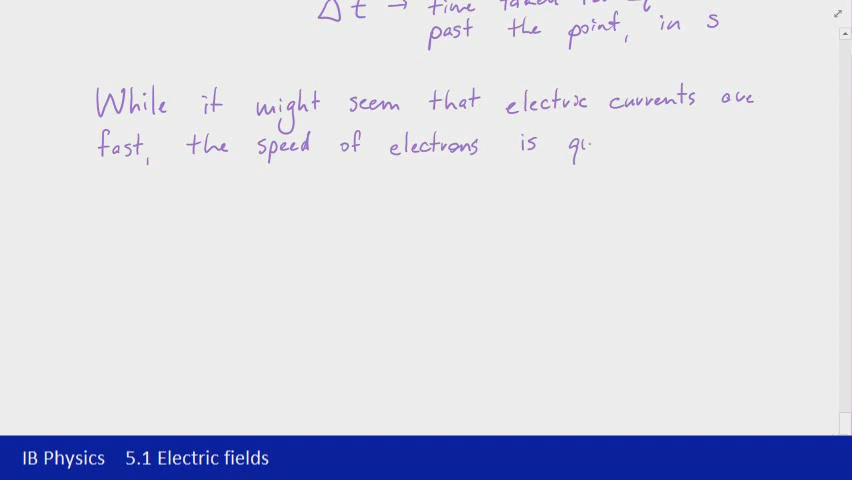 Δt →
past the point, in s
While it might seem that electric currents are
fast, the speed of electrons is
IB Physics 5.1 Electric fields